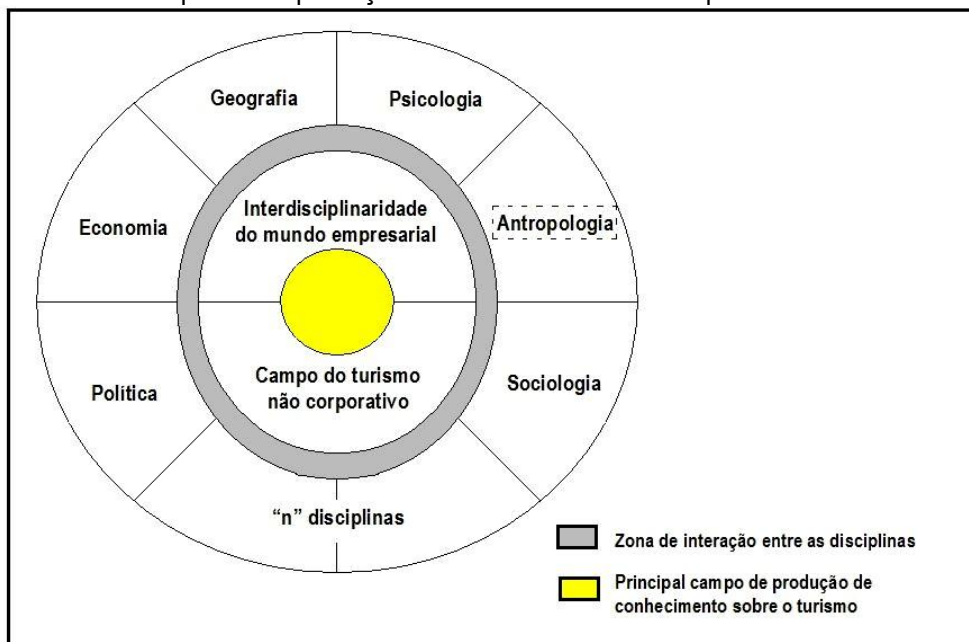 Geografia
Psicologia
Economia
Interdisciplinaridade
do mundo empresarial
Antropologia
Política
Campo do turismo
não corporativo
Sociologia
“n” disciplinas
Zona de interação entre as disciplinas
Principal campo de produção de
conhecimento sobre o turismo